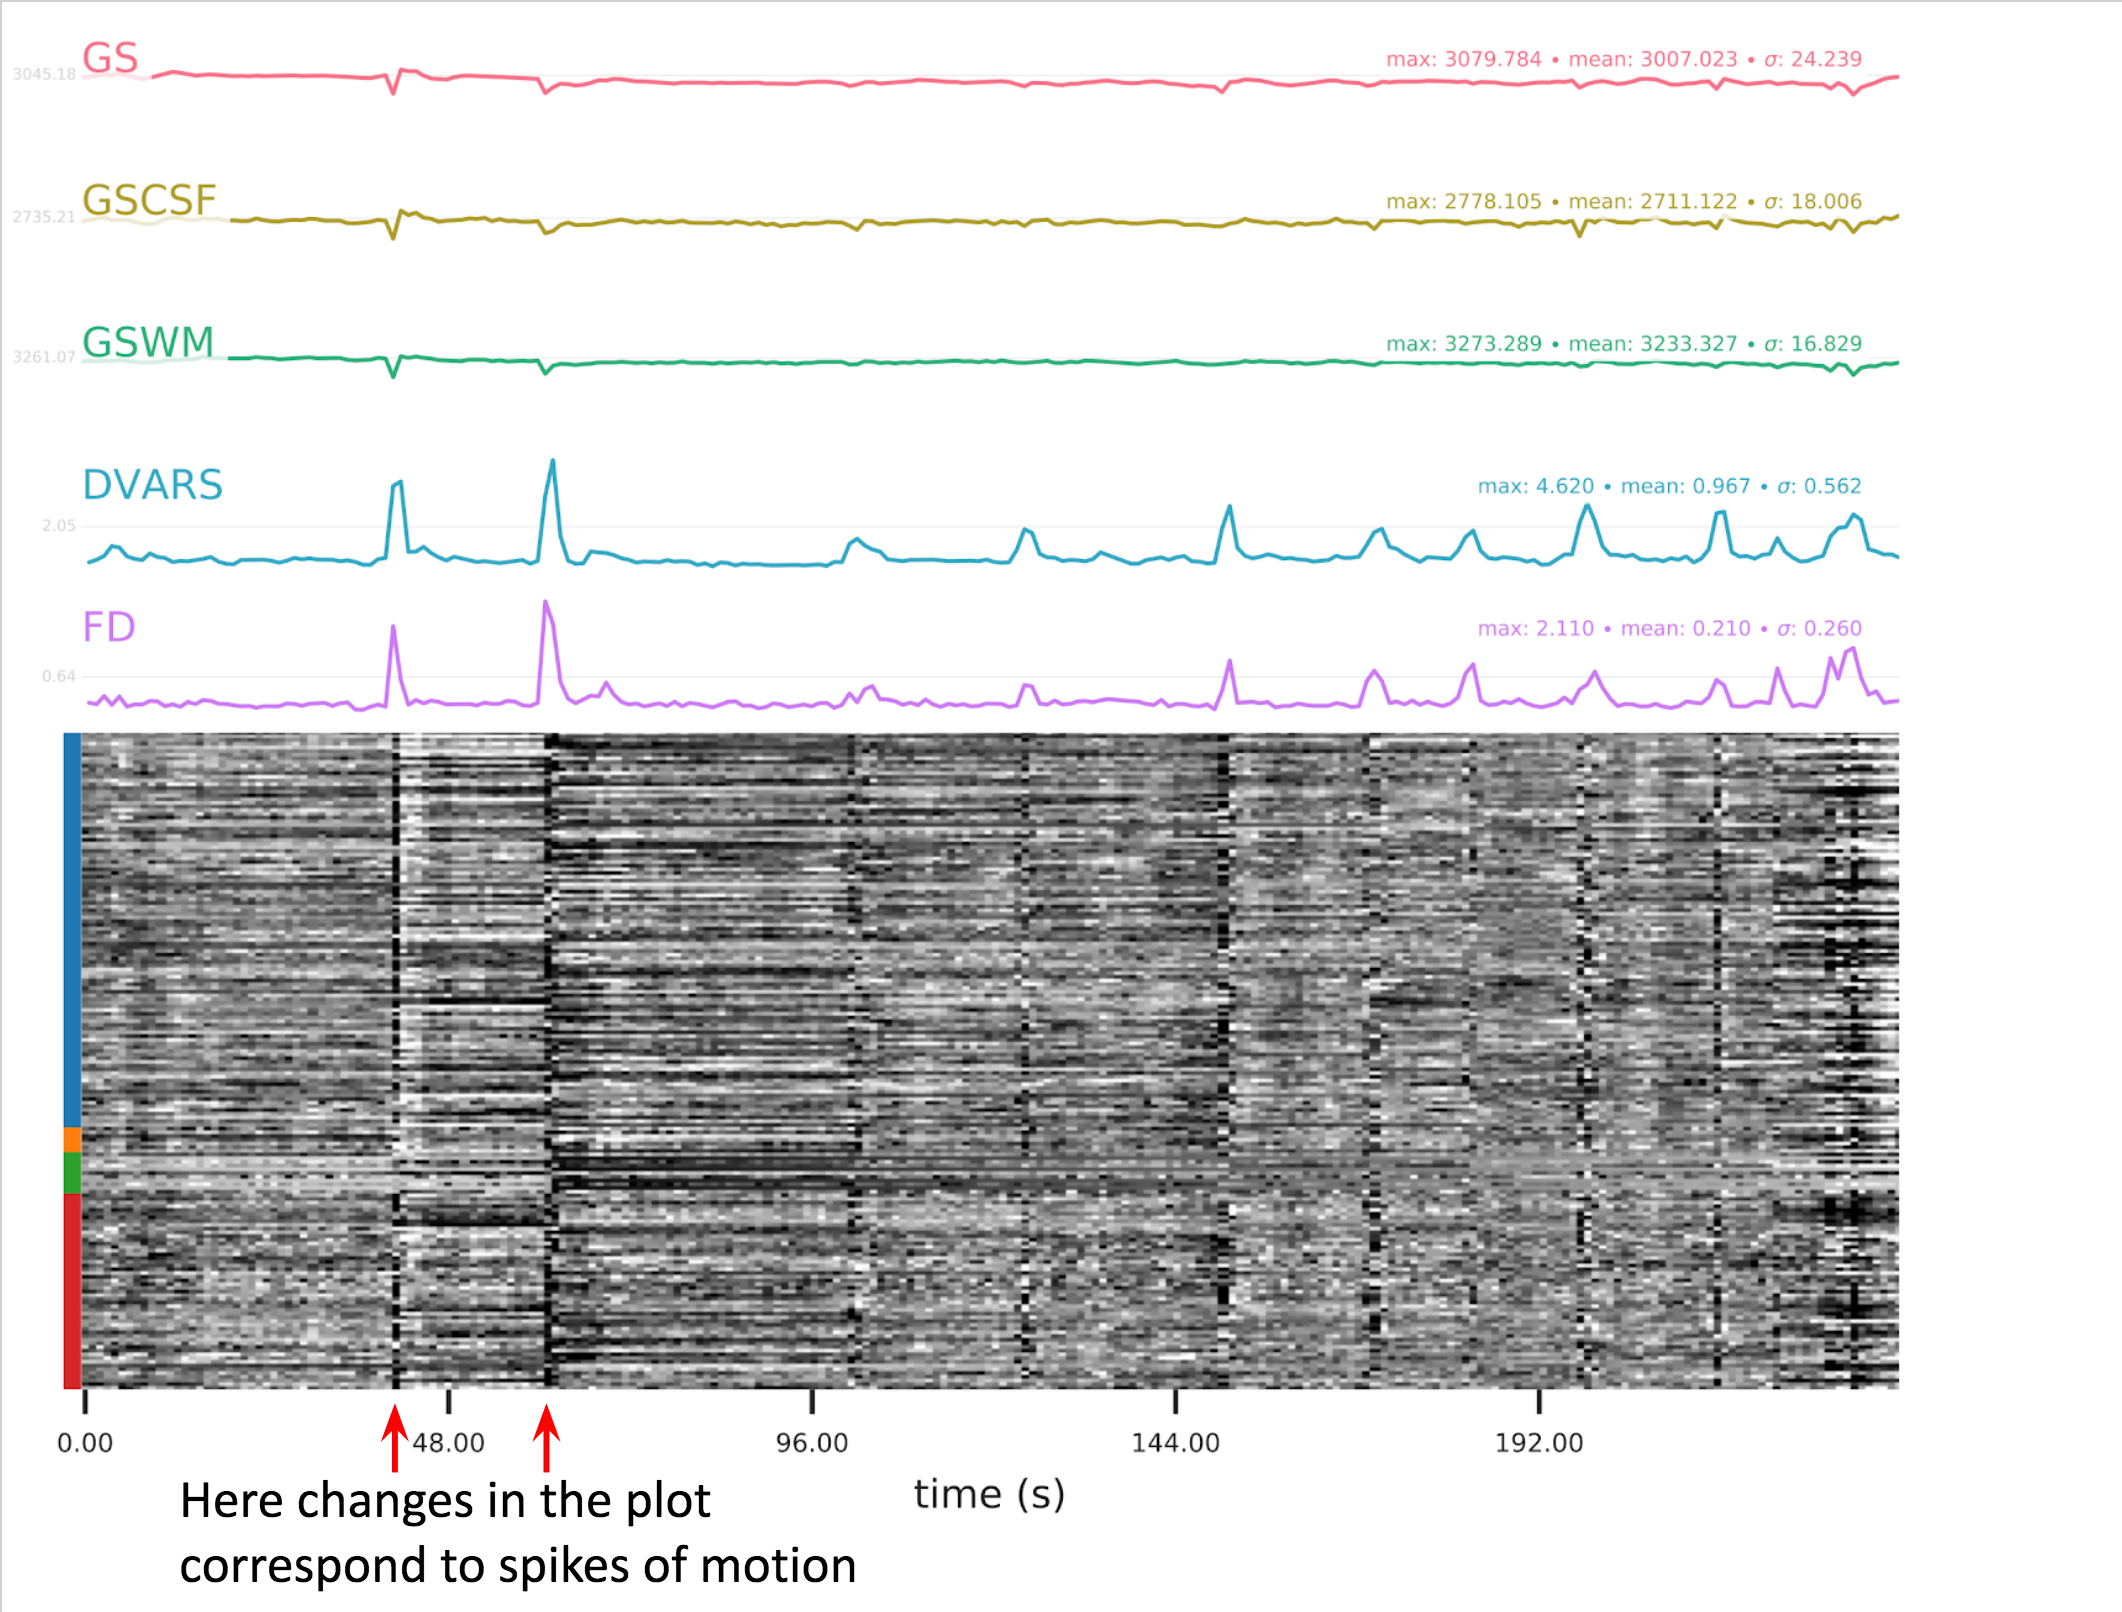 GS
max: 3079.784 • mean: 3007.023 • σ: 24.239
3045.18
GSCSF
max: 2778.105 • mean: 2711.122 • σ: 18.006
2735.21
GSWM
max: 3273.289 • mean: 3233.327 • σ: 16.829
3261.07
DVARS
max: 4.620 • mean: 0.967 • σ: 0.562
2.05
FD
max: 2.110 • mean: 0.210 • σ: 0.260
0.64
0.00 48.00 96.00 144.00 192.00
time (s)
Here changes in the plot
correspond to spikes of motion